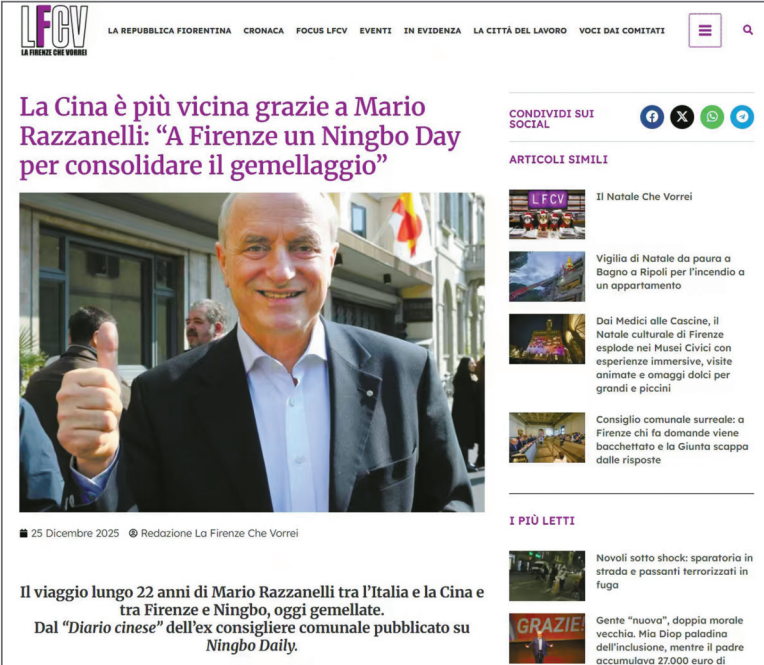 LFCV
LA FIRENZE CHE VORREI
LA REPUBBLICA FIORENTINA CRONACA FOCUS LFCV EVENTI IN EVIDENZA LA CITTÀ DEL LAVORO VOCI DAI COMITATI
La Cina è più vicina grazie a Mario
Razzanelli: “A Firenze un Ningbo Day
per consolidare il gemellaggio”
25 Dicembre 2025 Redazione La Firenze Che Vorrei
Il viaggio lungo 22 anni di Mario Razzanelli tra l’Italia e la Cina e
tra Firenze e Ningbo, oggi gemellate.
Dal “Diario cinese” dell’ex consigliere comunale pubblicato su
Ningbo Daily.
CONDIVIDI SUI
SOCIAL
ARTICOLI SIMILI
LFCV
Il Natale Che Vorrei
Vigilia di Natale da paura a
Bagno a Ripoli per l’incendio a
un appartamento
Dai Medici alle Cascine, il
Natale culturale di Firenze
esplode nei Musei Civici con
esperienze immersive, visite
animate e omaggi dolci per
grandi e piccini
Consiglio comunale surreale: a
Firenze chi fa domande viene
bacchettato e la Giunta scappa
dalle risposte
I PIÙ LETTI
Novoli sotto shock: sparatoria in
strada e passanti terrorizzati in
fuga
GRAZIE!
Gente “nuova”, doppia morale
vecchia. Mia Diop paladina
dell’inclusione, mentre il padre
accumulava 27.000 euro di